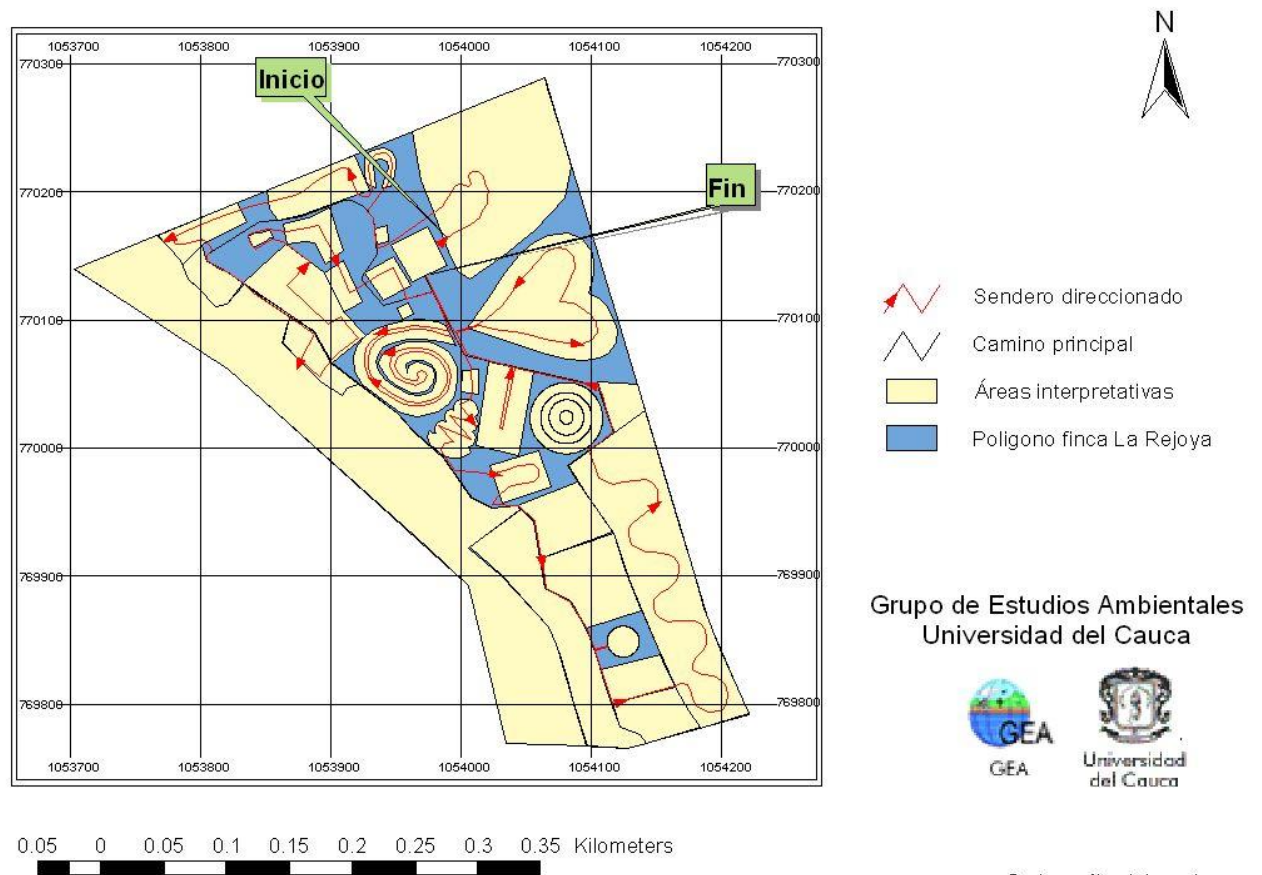 N
1053700 1053800 1053900 1054000 1054100 1054200
770300 770300
Inicio
770200 770200
Fin
770100 770100
770000 770000
769900 769900
769800 769800
1053700 1053800 1053900 1054000 1054100 1054200
Sendero direccionado
Camino principal
Áreas interpretativas
Poligono finca La Rejoya
Grupo de Estudios Ambientales
Universidad del Cauca
GEA
GEA
Universidad
del Cauca
0.05 0 0.05 0.1 0.15 0.2 0.25 0.3 0.35 Kilometers